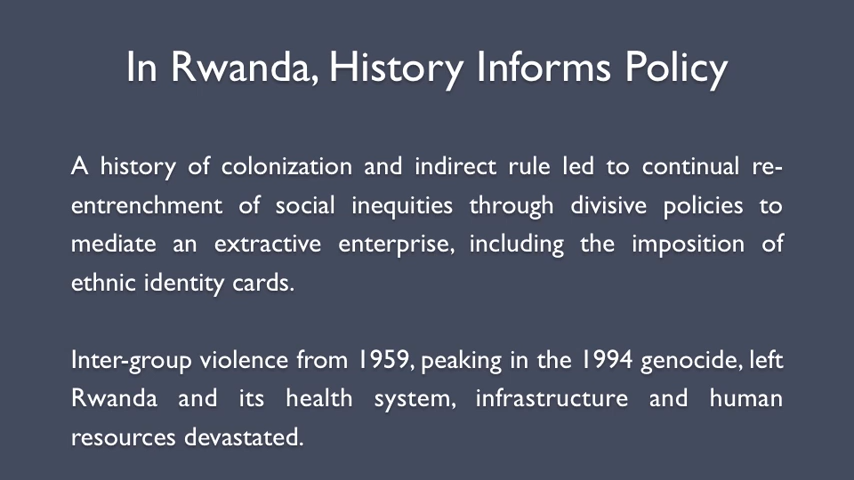 In Rwanda, History Informs Policy
A history of colonization and indirect rule led to continual re-
entrenchment of social inequities through divisive policies to
mediate an extractive enterprise, including the imposition of
ethnic identity cards.
Inter-group violence from 1959, peaking in the 1994 genocide, left
Rwanda and its health system, infrastructure and human
resources devastated.